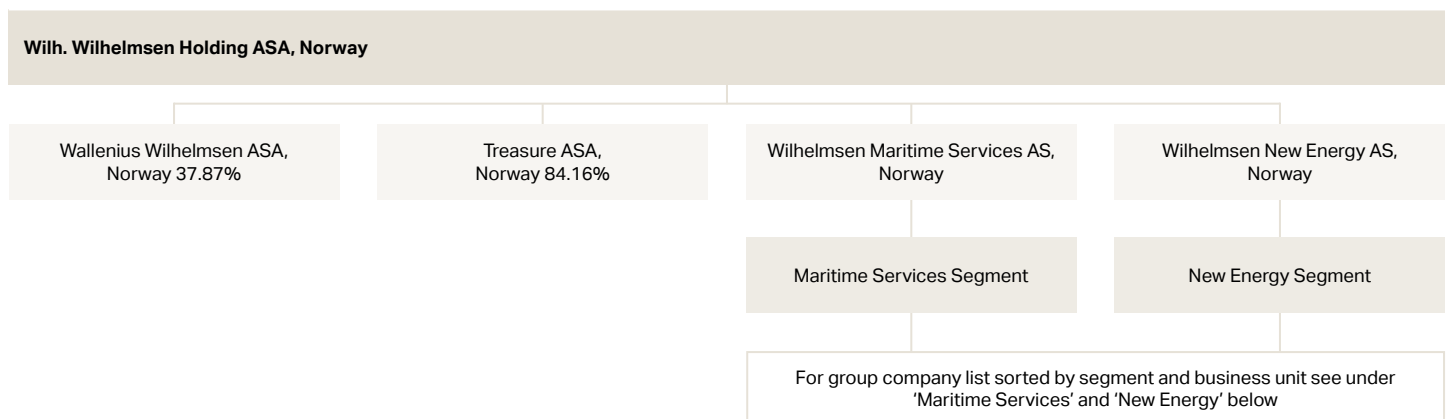 Wilh. Wilhelmsen Holding ASA, Norway
Wallenius Wilhelmsen ASA,
Norway 37.87%
Treasure ASA,
Norway 84.16%
Wilhelmsen Maritime Services AS,
Norway
Wilhelmsen New Energy AS,
Norway
Maritime Services Segment
New Energy Segment
For group company list sorted by segment and business unit see under
'Maritime Services' and 'New Energy' below